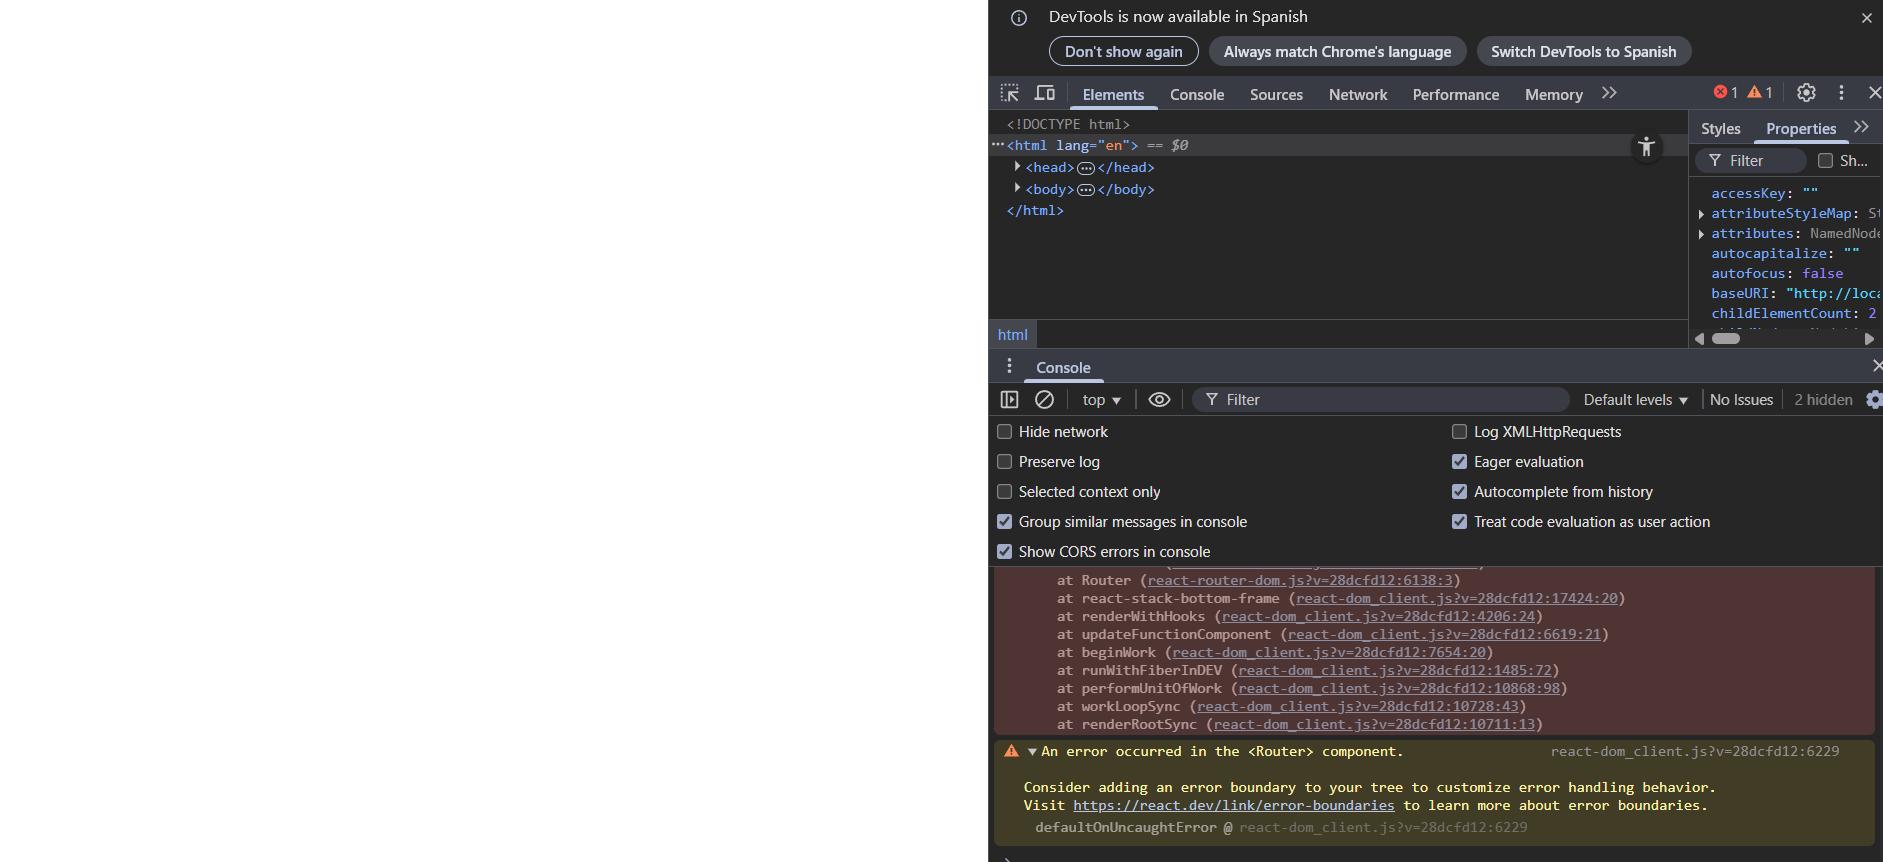 DevTools is now available in Spanish
Don't show again Always match Chrome's language Switch DevTools to Spanish
Elements Console Sources Network Performance Memory 1 1
<!DOCTYPE html>
<html lang="en"> == $0
<head> </head>
<body> </body>
</html>
html
Styles Properties
Filter Sh...
accessKey: ""
attributeStyleMap: St
attributes: NamedNode
autocapitalize: ""
autofocus: false
baseURI: "http://loca
childElementCount: 2
Console
top Filter Default levels No Issues 2 hidden
Hide network Log XMLHttpRequests
Preserve log Eager evaluation
Selected context only Autocomplete from history
Group similar messages in console Treat code evaluation as user action
Show CORS errors in console
at Router (react-router-dom.js?v=28dcfd12:6138:3)
at react-stack-bottom-frame (react-dom_client.js?v=28dcfd12:17424:20)
at renderWithHooks (react-dom_client.js?v=28dcfd12:4206:24)
at updateFunctionComponent (react-dom_client.js?v=28dcfd12:6619:21)
at beginWork (react-dom_client.js?v=28dcfd12:7654:20)
at runWithFiberInDEV (react-dom_client.js?v=28dcfd12:1485:72)
at performUnitOfWork (react-dom_client.js?v=28dcfd12:10868:98)
at workLoopSync (react-dom_client.js?v=28dcfd12:10728:43)
at renderRootSync (react-dom_client.js?v=28dcfd12:10711:13)
An error occurred in the <Router> component. react-dom_client.js?v=28dcfd12:6229
Consider adding an error boundary to your tree to customize error handling behavior.
Visit https://react.dev/link/error-boundaries to learn more about error boundaries.
defaultOnUncaughtError @ react-dom_client.js?v=28dcfd12:6229